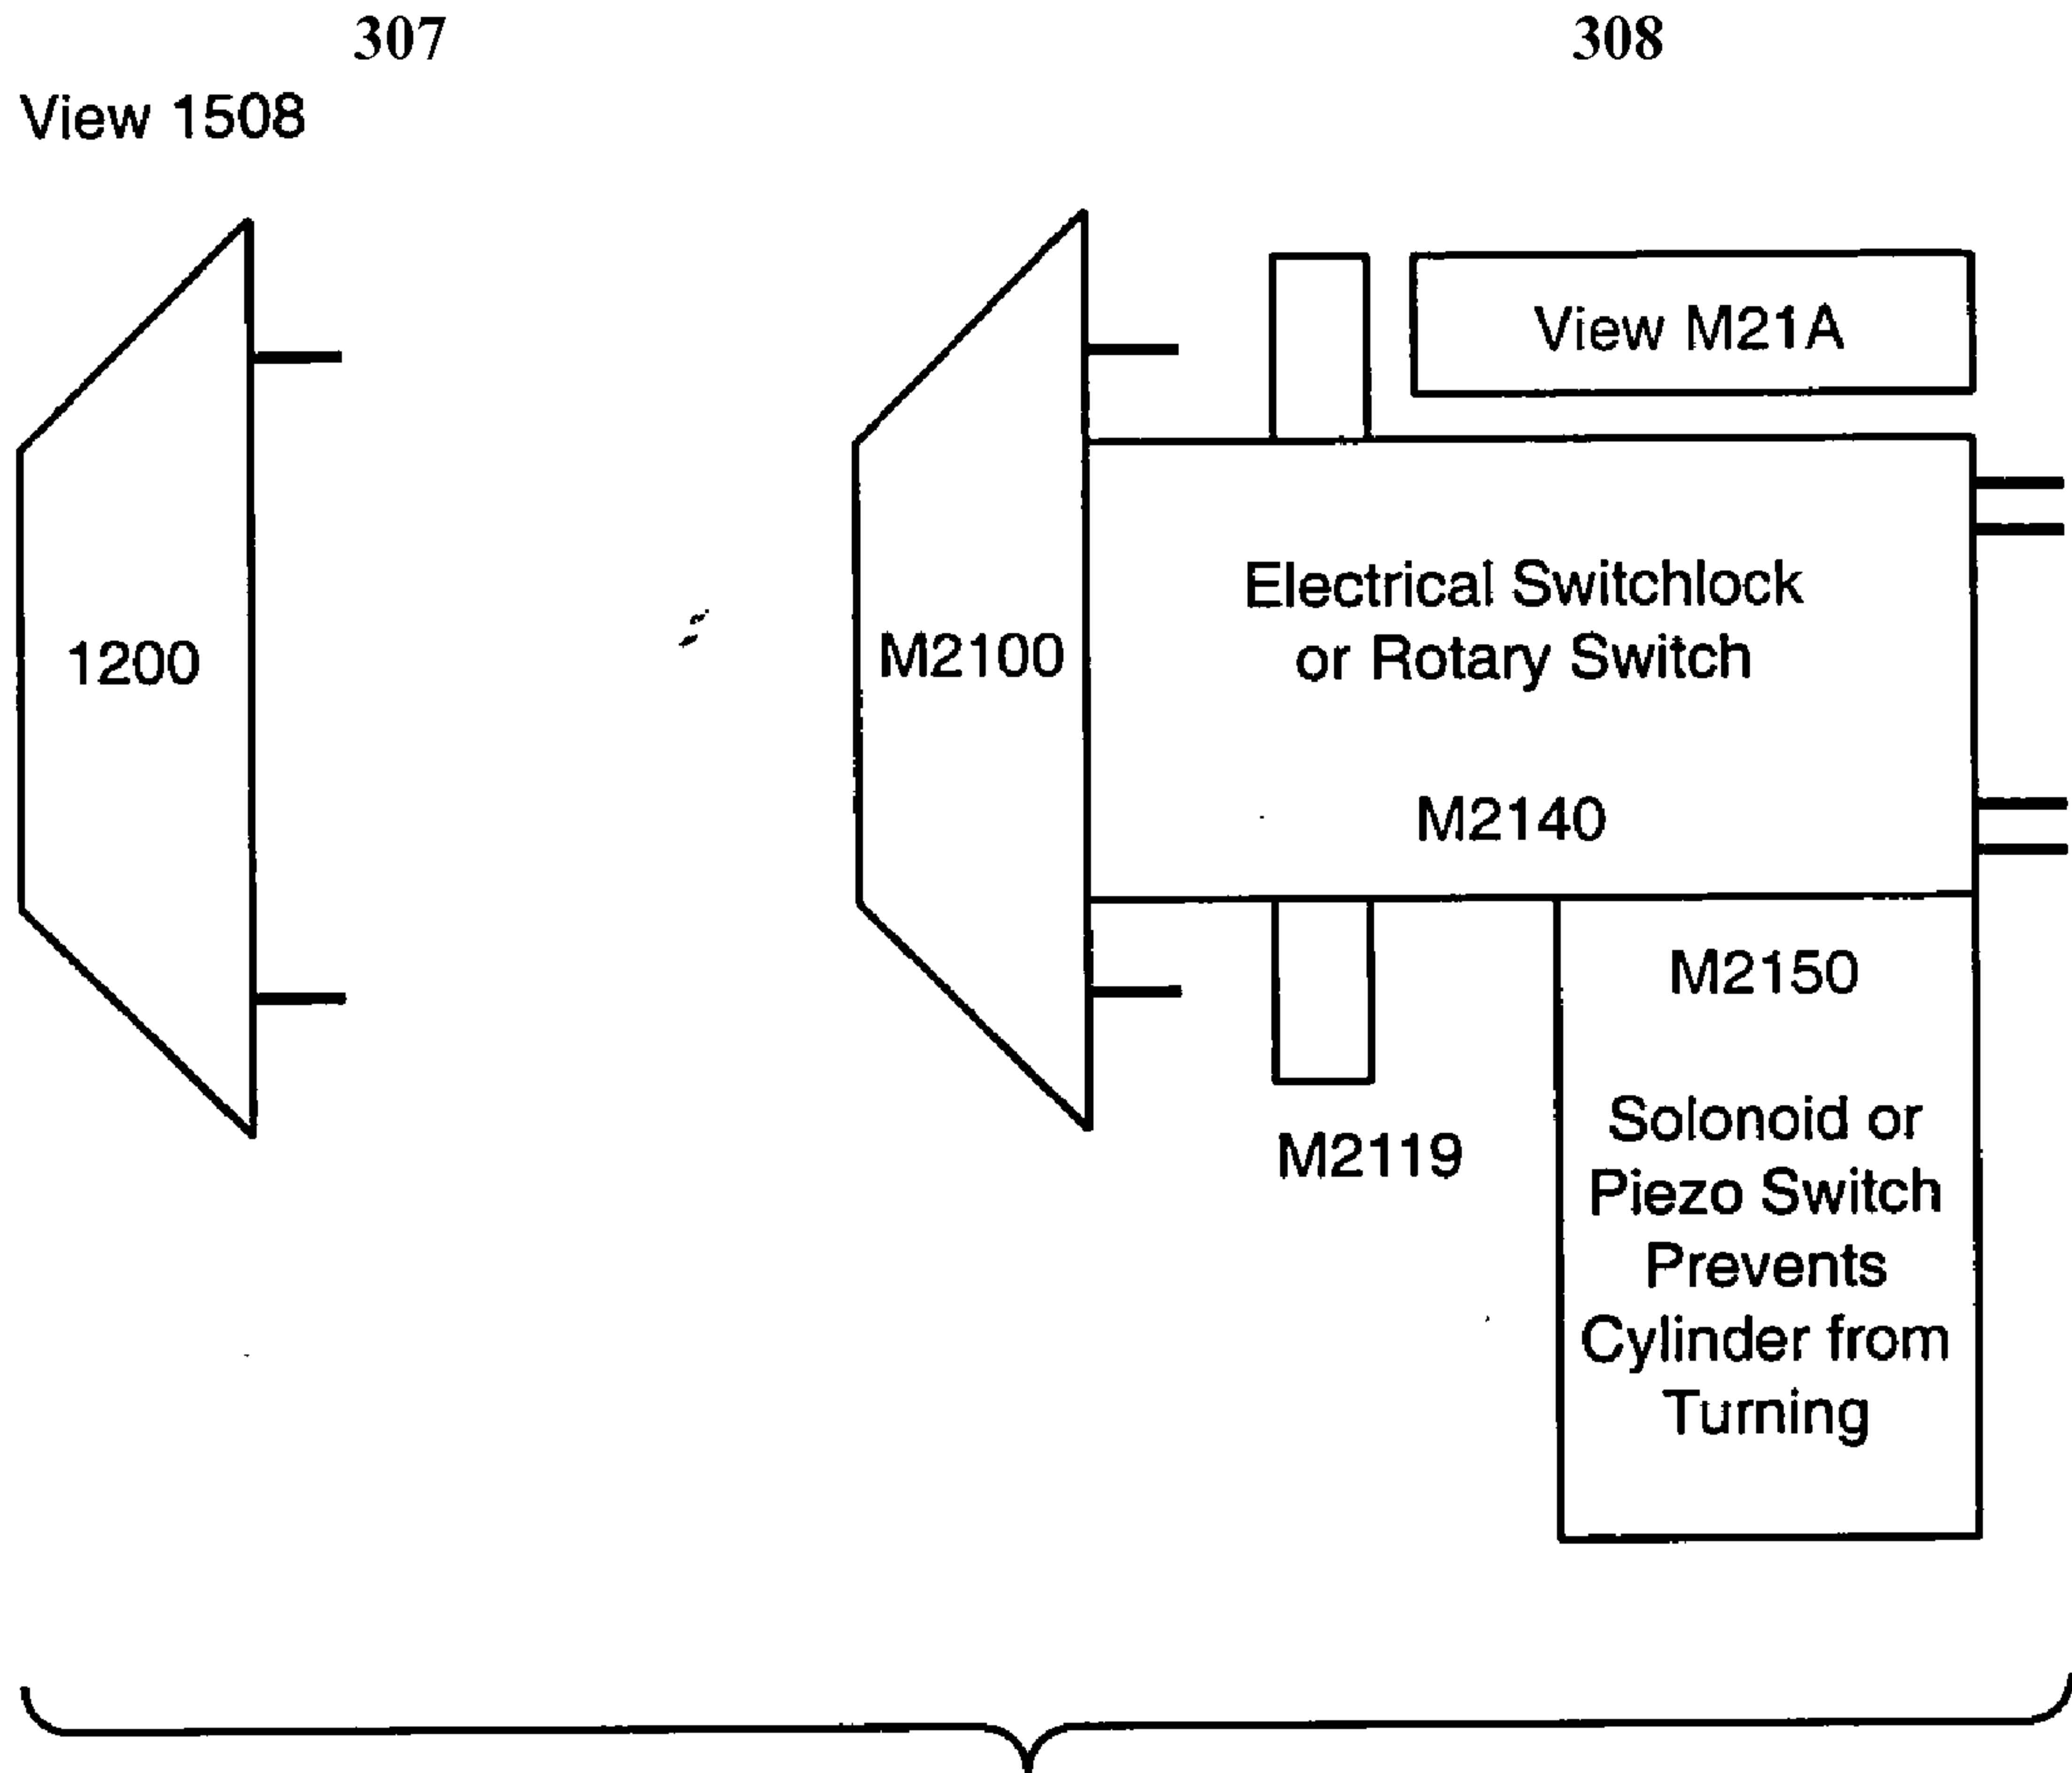 307
308
View 1508
View M21A
1200
M2100
Electrical Switchlock
or Rotary Switch
M2140
M2150
M2119
Solonoid or
Piezo Switch
Prevents
Cylinder from
Turning